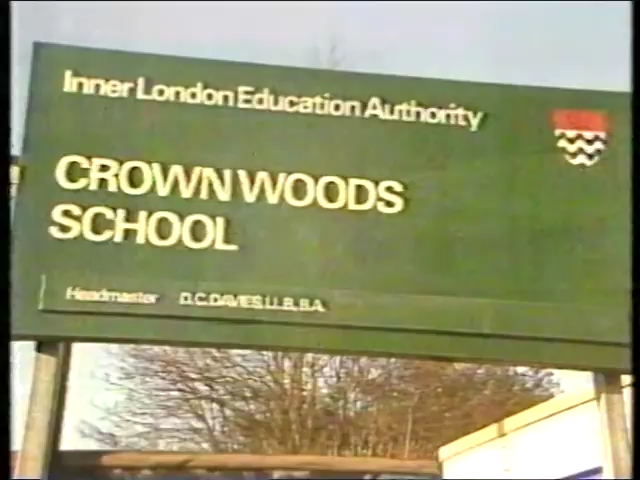 Inner London Education Authority
CROWN WOODS
SCHOOL
Headmaster D.C.DAVIES.LL.B,B.A.